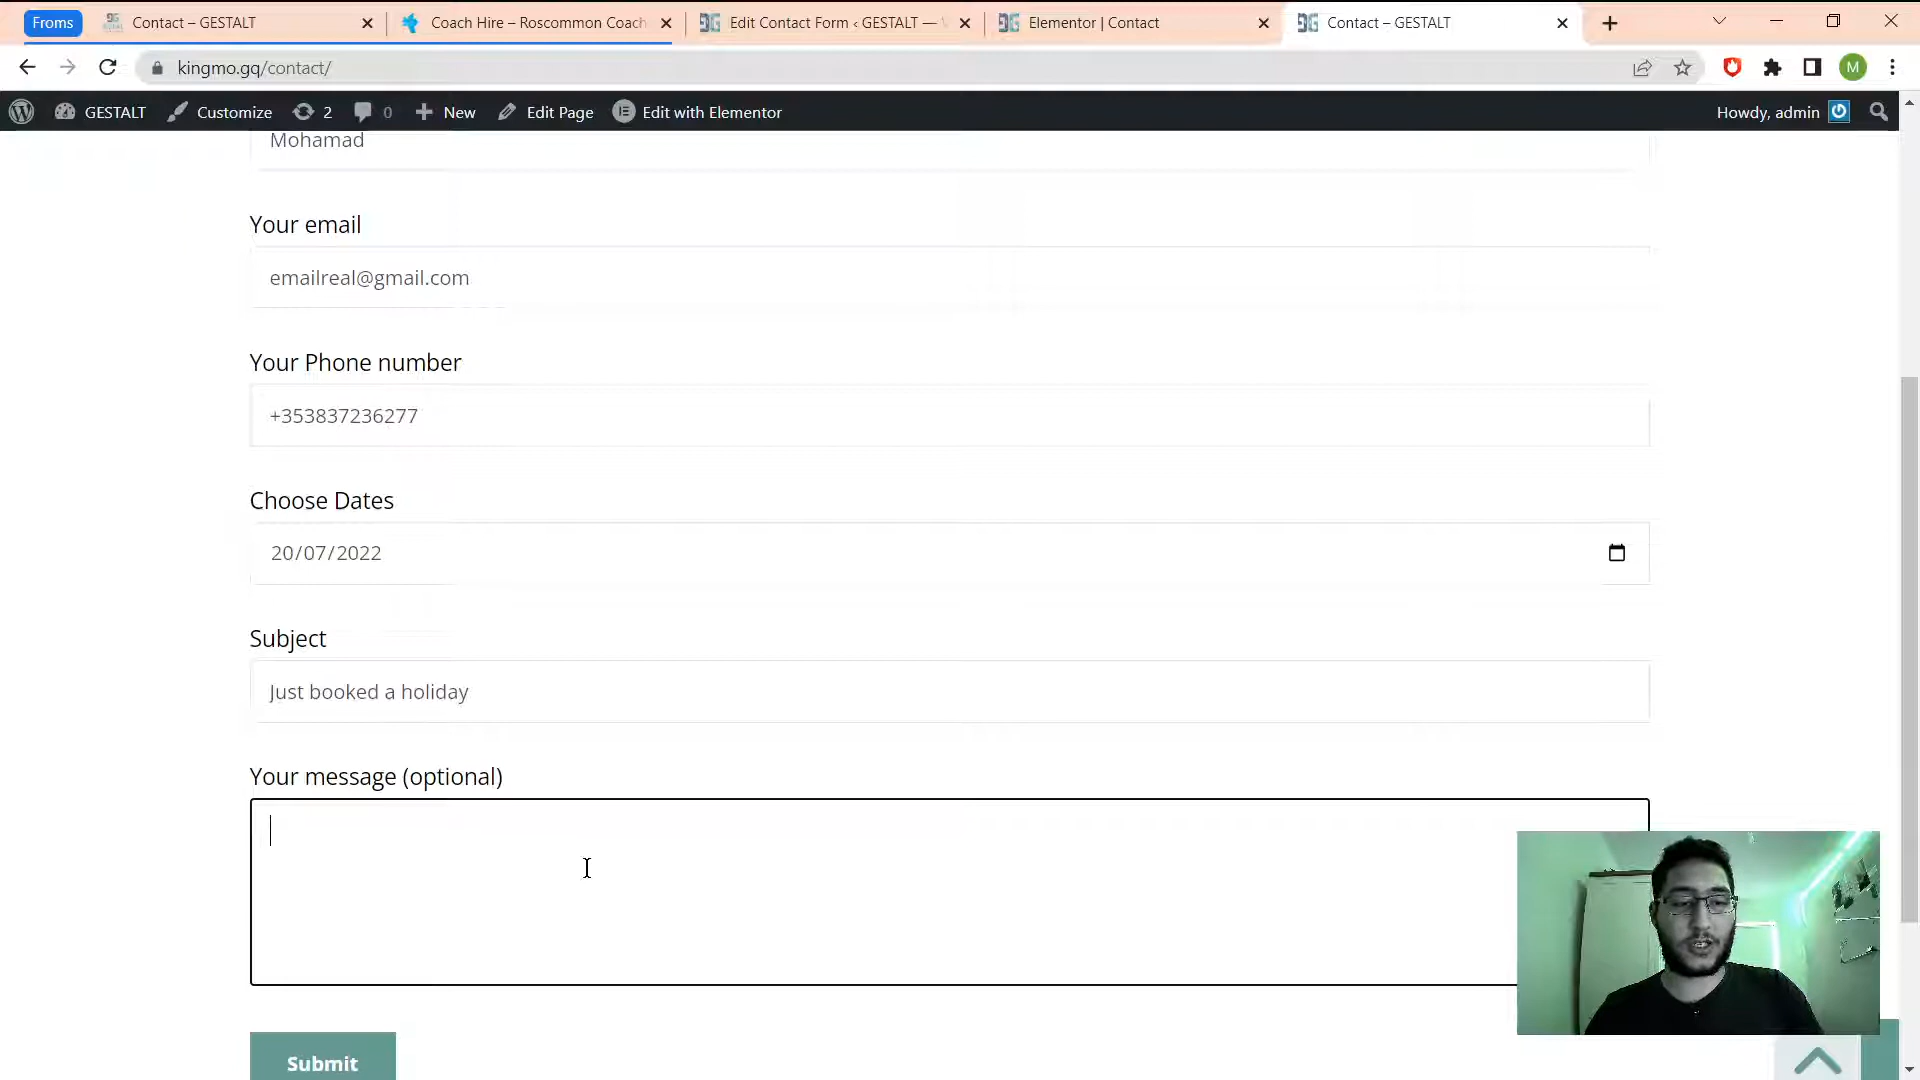 Froms
Contact – GESTALT
Coach Hire – Roscommon Coach
Edit Contact Form ‹ GESTALT —
Elementor | Contact
Contact – GESTALT
kingmo.gq/contact/
M
GESTALT
Customize
2
0
New
Edit Page
Edit with Elementor
Howdy, admin
Mohamad
Your email
emailreal@gmail.com
Your Phone number
+353837236277
Choose Dates
20/07/2022
Subject
Just booked a holiday
Your message (optional)
Submit